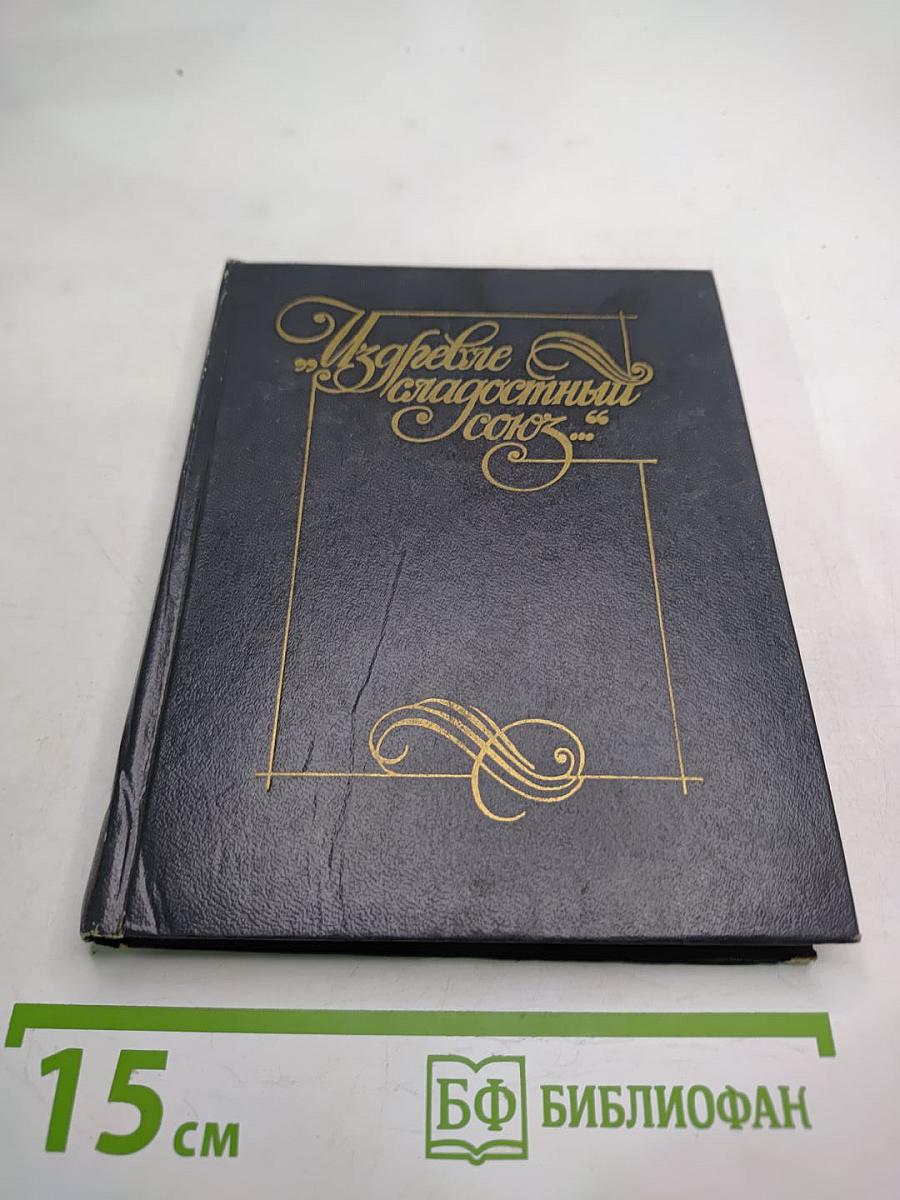 „Издревле
сладостный
союз..."
15 см
БФ БИБЛИОФАН